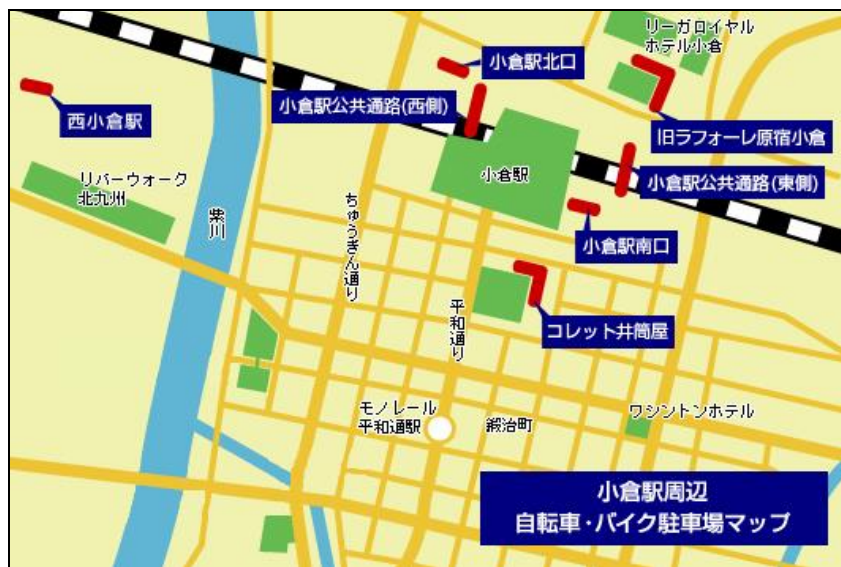 リーガロイヤル
ホテル小倉
小倉駅北口
小倉駅公共通路(西側)
西小倉駅
旧ラフォーレ原宿小倉
小倉駅
小倉駅公共通路(東側)
リバーウォーク
北九州
紫川
ちゅうぎん通り
小倉駅南口
平和通り
コレット井筒屋
モノレール
平和通駅
鍛治町
ワシントンホテル
小倉駅周辺
自転車・バイク駐車場マップ